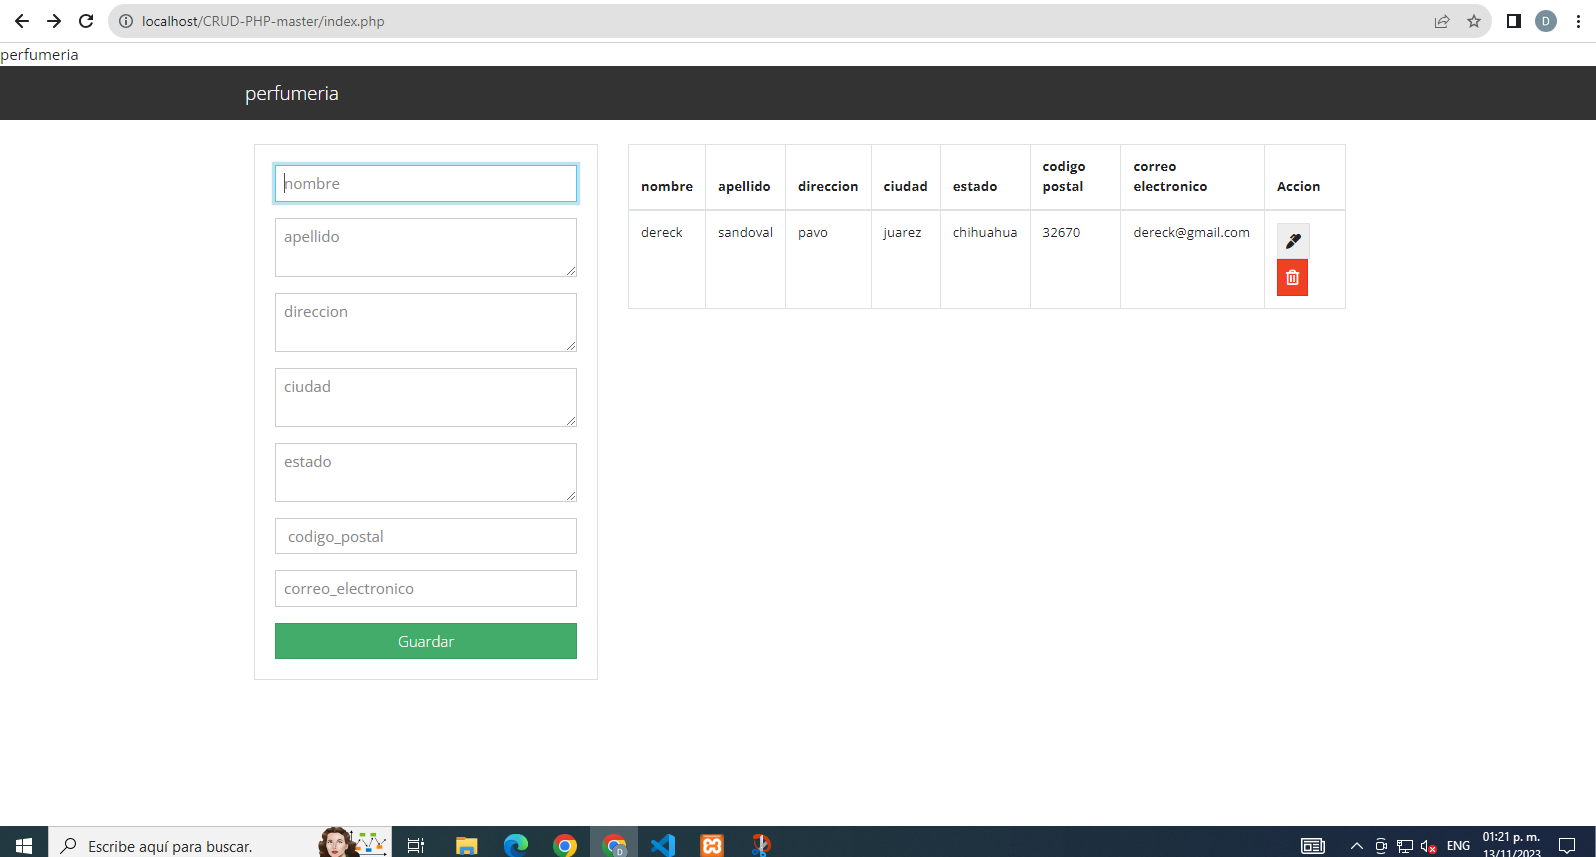 localhost/CRUD-PHP-master/index.php
D
perfumeria
perfumeria
nombre
apellido
direccion
ciudad
estado
codigo_postal
correo_electronico
Guardar
nombre apellido direccion ciudad estado codigo postal correo electronico Accion
dereck sandoval pavo juarez chihuahua 32670 dereck@gmail.com
Escribe aquí para buscar.
D
ENG
01:21 p. m.
13/11/2023